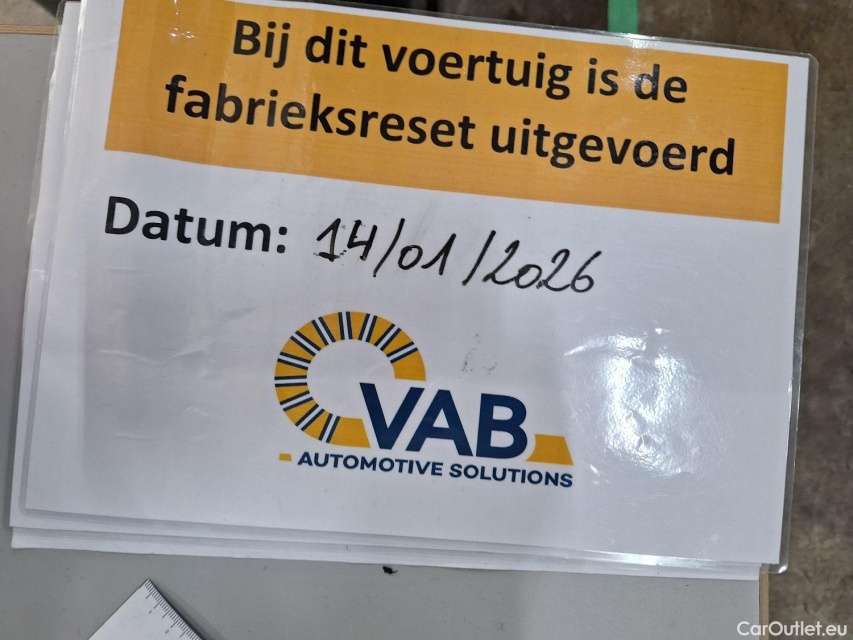 Bij dit voertuig is de
fabrieksreset uitgevoerd
Datum: 14/01/2026
VAB
AUTOMOTIVE SOLUTIONS
CarOutlet.eu